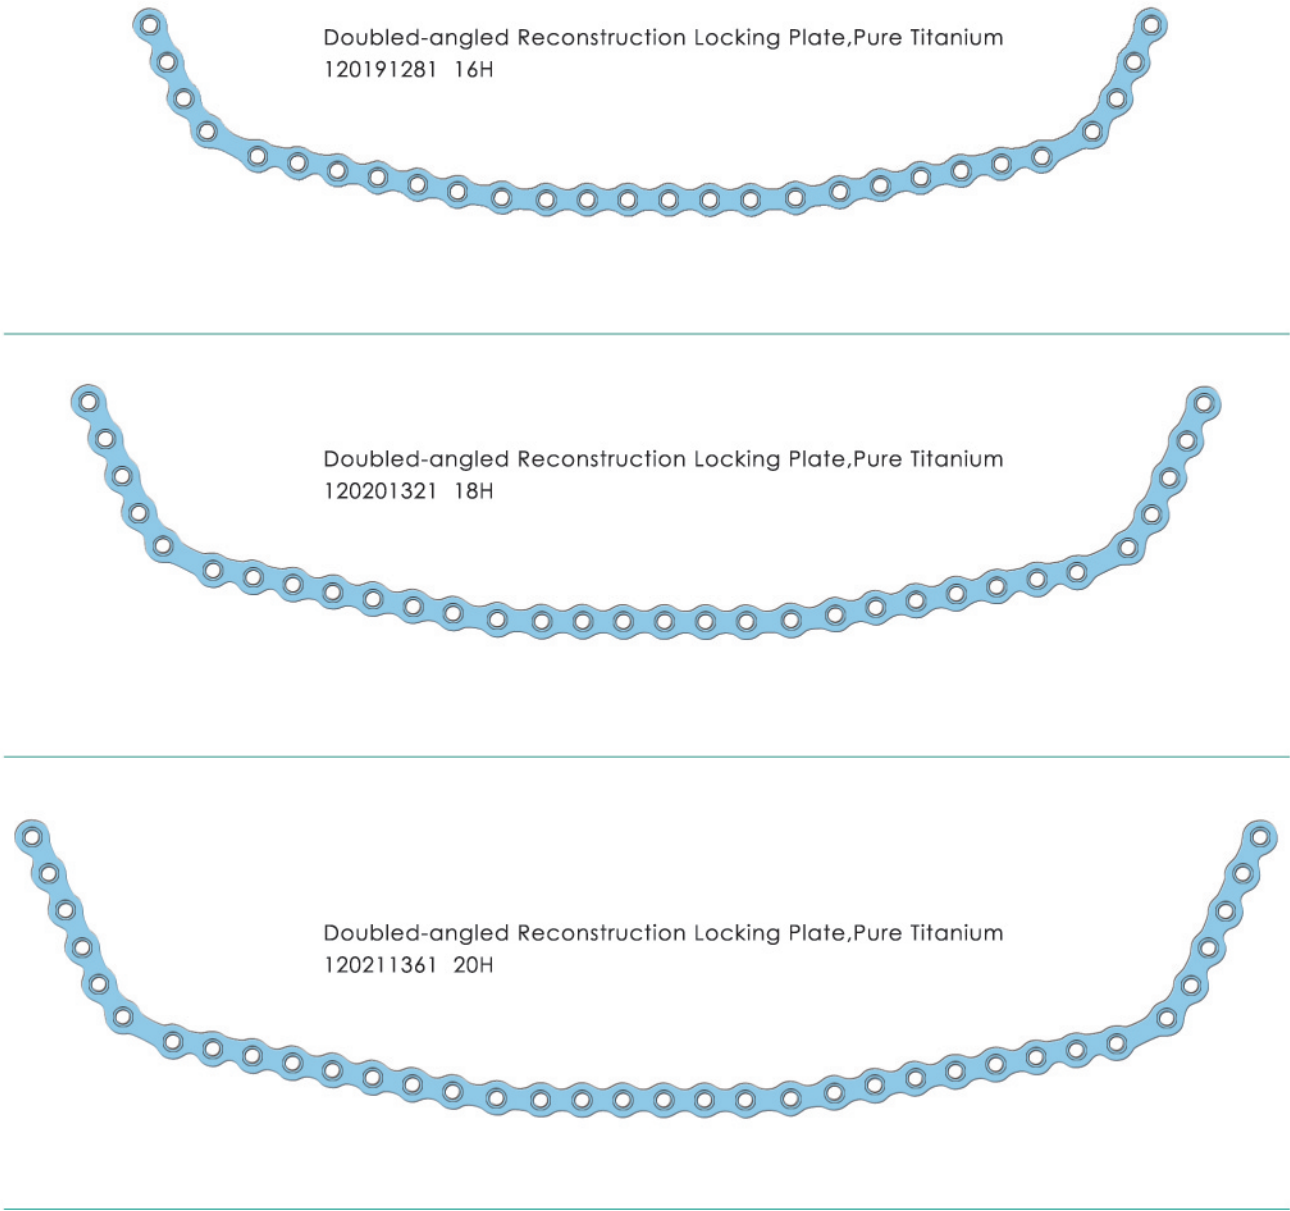 Doubled-angled Reconstruction Locking Plate,Pure Titanium
120191281 16H
Doubled-angled Reconstruction Locking Plate,Pure Titanium
120201321 18H
Doubled-angled Reconstruction Locking Plate,Pure Titanium
120211361 20H